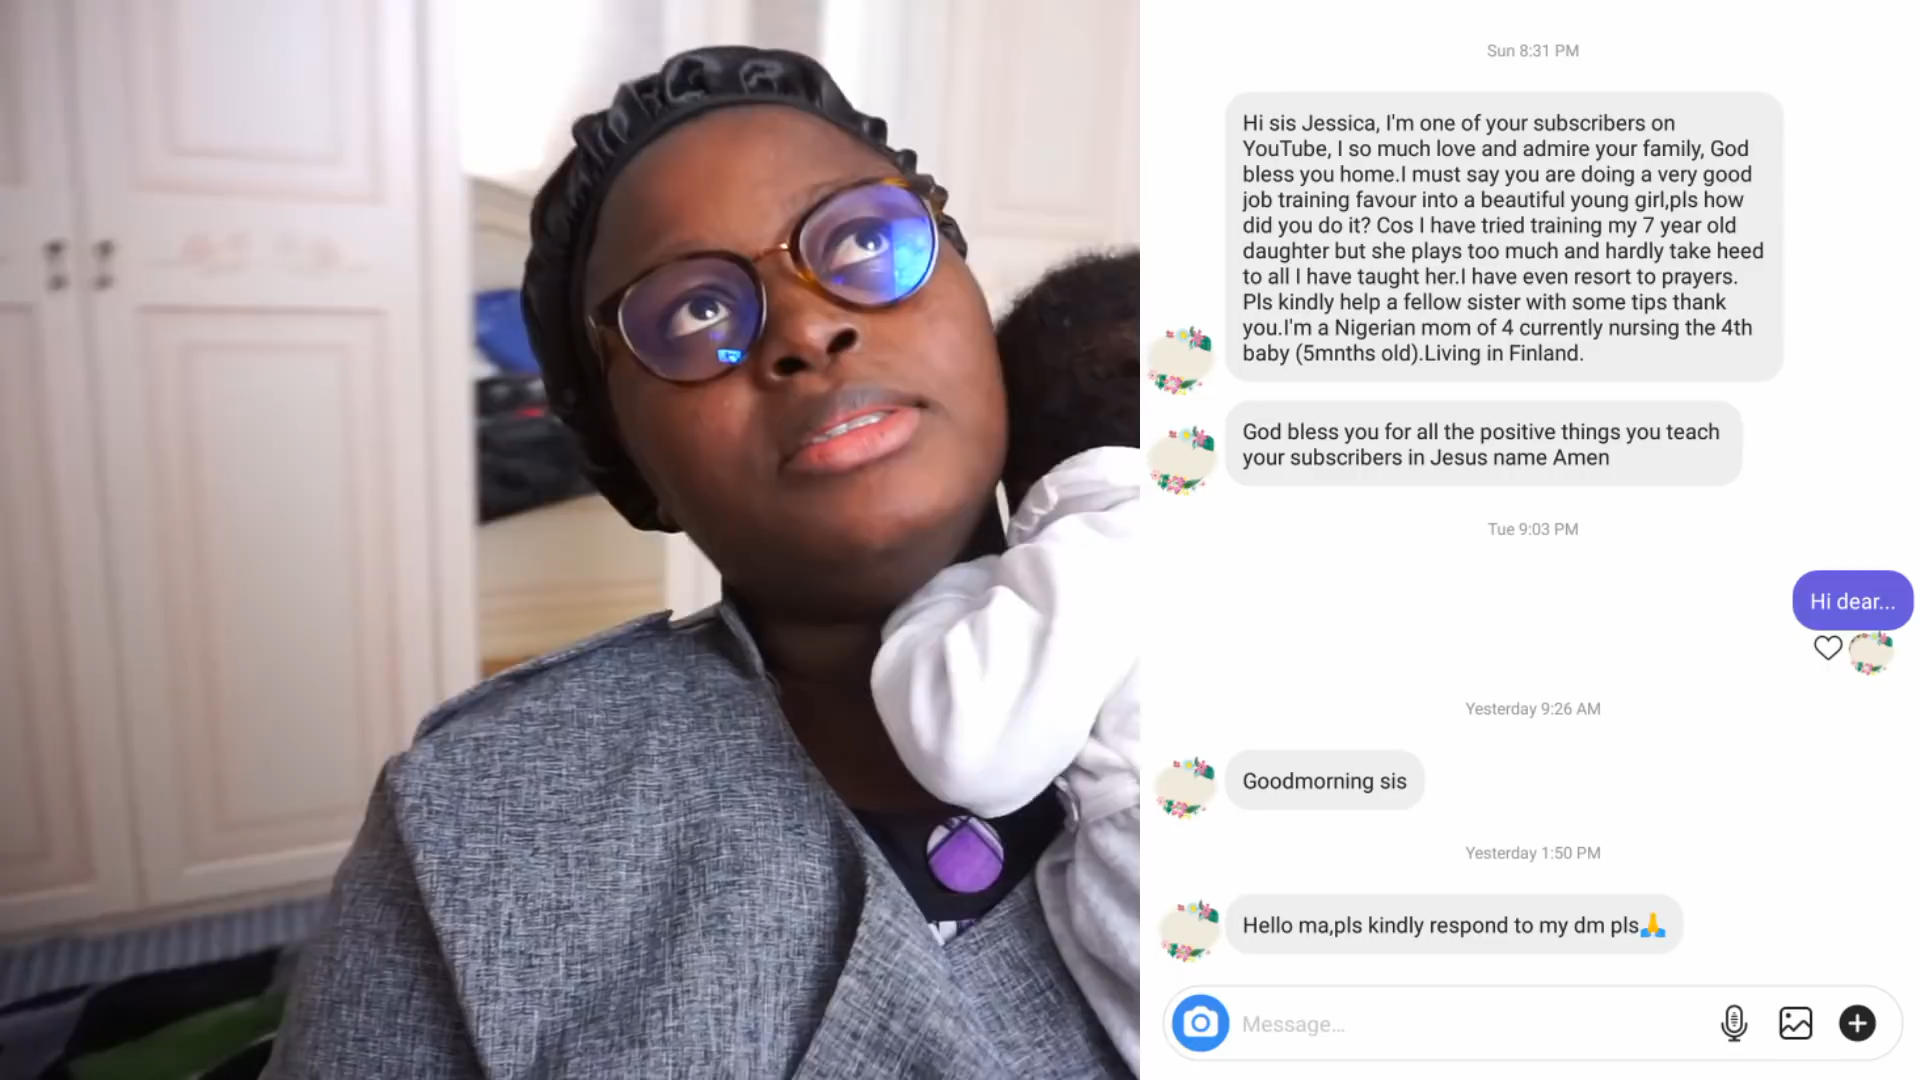 Sun 8:31 PM
Hi sis Jessica, I'm one of your subscribers on
YouTube, I so much love and admire your family, God
bless you home.I must say you are doing a very good
job training favour into a beautiful young girl,pls how
did you do it? Cos I have tried training my 7 year old
daughter but she plays too much and hardly take heed
to all I have taught her.I have even resort to prayers.
Pls kindly help a fellow sister with some tips thank
you.I'm a Nigerian mom of 4 currently nursing the 4th
baby (5mnths old).Living in Finland.
God bless you for all the positive things you teach
your subscribers in Jesus name Amen
Tue 9:03 PM
Hi dear...
Yesterday 9:26 AM
Goodmorning sis
Yesterday 1:50 PM
Hello ma,pls kindly respond to my dm pls🙏
Message...